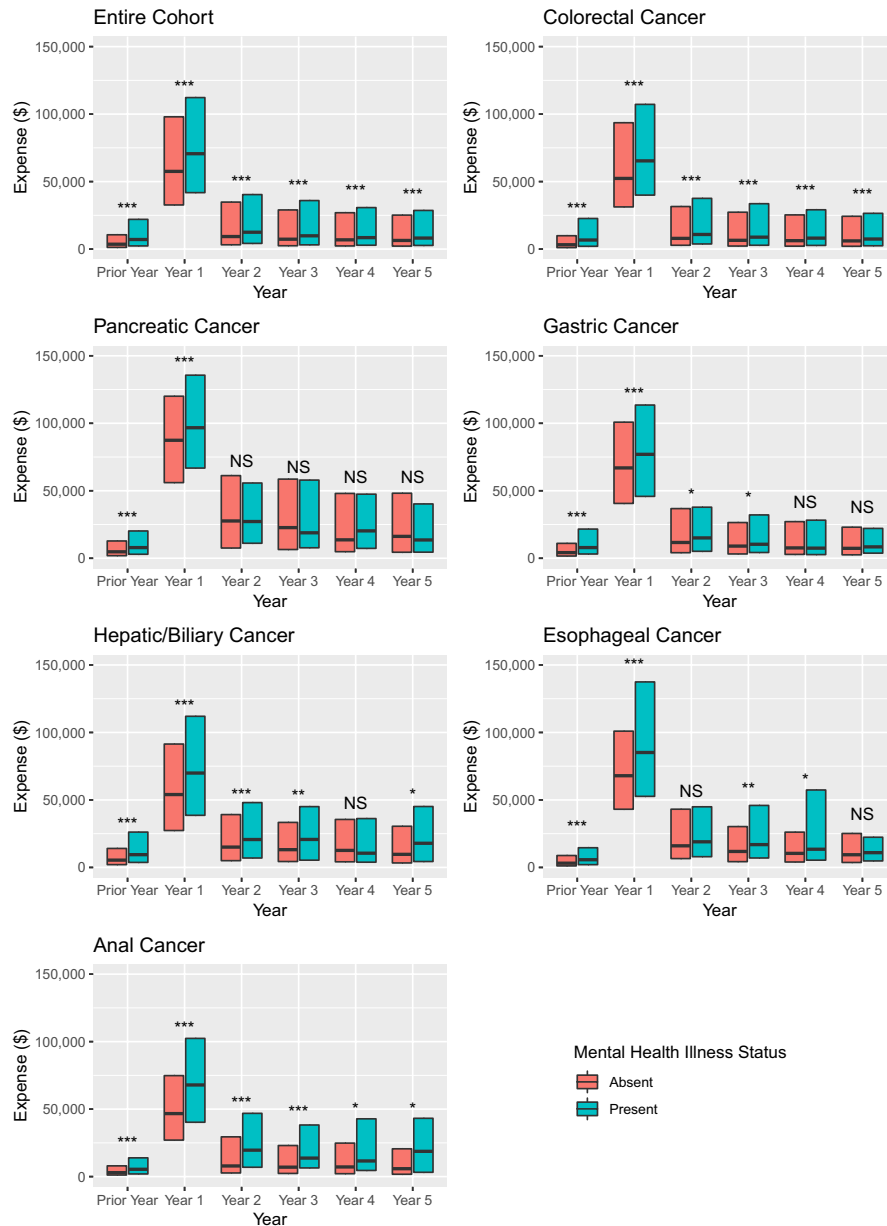 Entire Cohort
150,000
100,000
50,000
0
Expense ($)
***
***
***
***
***
***
Prior Year Year 1 Year 2 Year 3 Year 4 Year 5
Year
Colorectal Cancer
150,000
100,000
50,000
0
Expense ($)
***
***
***
***
***
***
Prior Year Year 1 Year 2 Year 3 Year 4 Year 5
Year
Pancreatic Cancer
150,000
100,000
50,000
0
Expense ($)
***
***
NS
NS
NS
NS
Prior Year Year 1 Year 2 Year 3 Year 4 Year 5
Year
Gastric Cancer
150,000
100,000
50,000
0
Expense ($)
***
***
*
*
NS
NS
Prior Year Year 1 Year 2 Year 3 Year 4 Year 5
Year
Hepatic/Biliary Cancer
150,000
100,000
50,000
0
Expense ($)
***
***
***
**
NS
*
Prior Year Year 1 Year 2 Year 3 Year 4 Year 5
Year
Esophageal Cancer
150,000
100,000
50,000
0
Expense ($)
***
***
NS
**
*
NS
Prior Year Year 1 Year 2 Year 3 Year 4 Year 5
Year
Anal Cancer
150,000
100,000
50,000
0
Expense ($)
***
***
***
***
*
*
Prior Year Year 1 Year 2 Year 3 Year 4 Year 5
Year
Mental Health Illness Status
Absent
Present